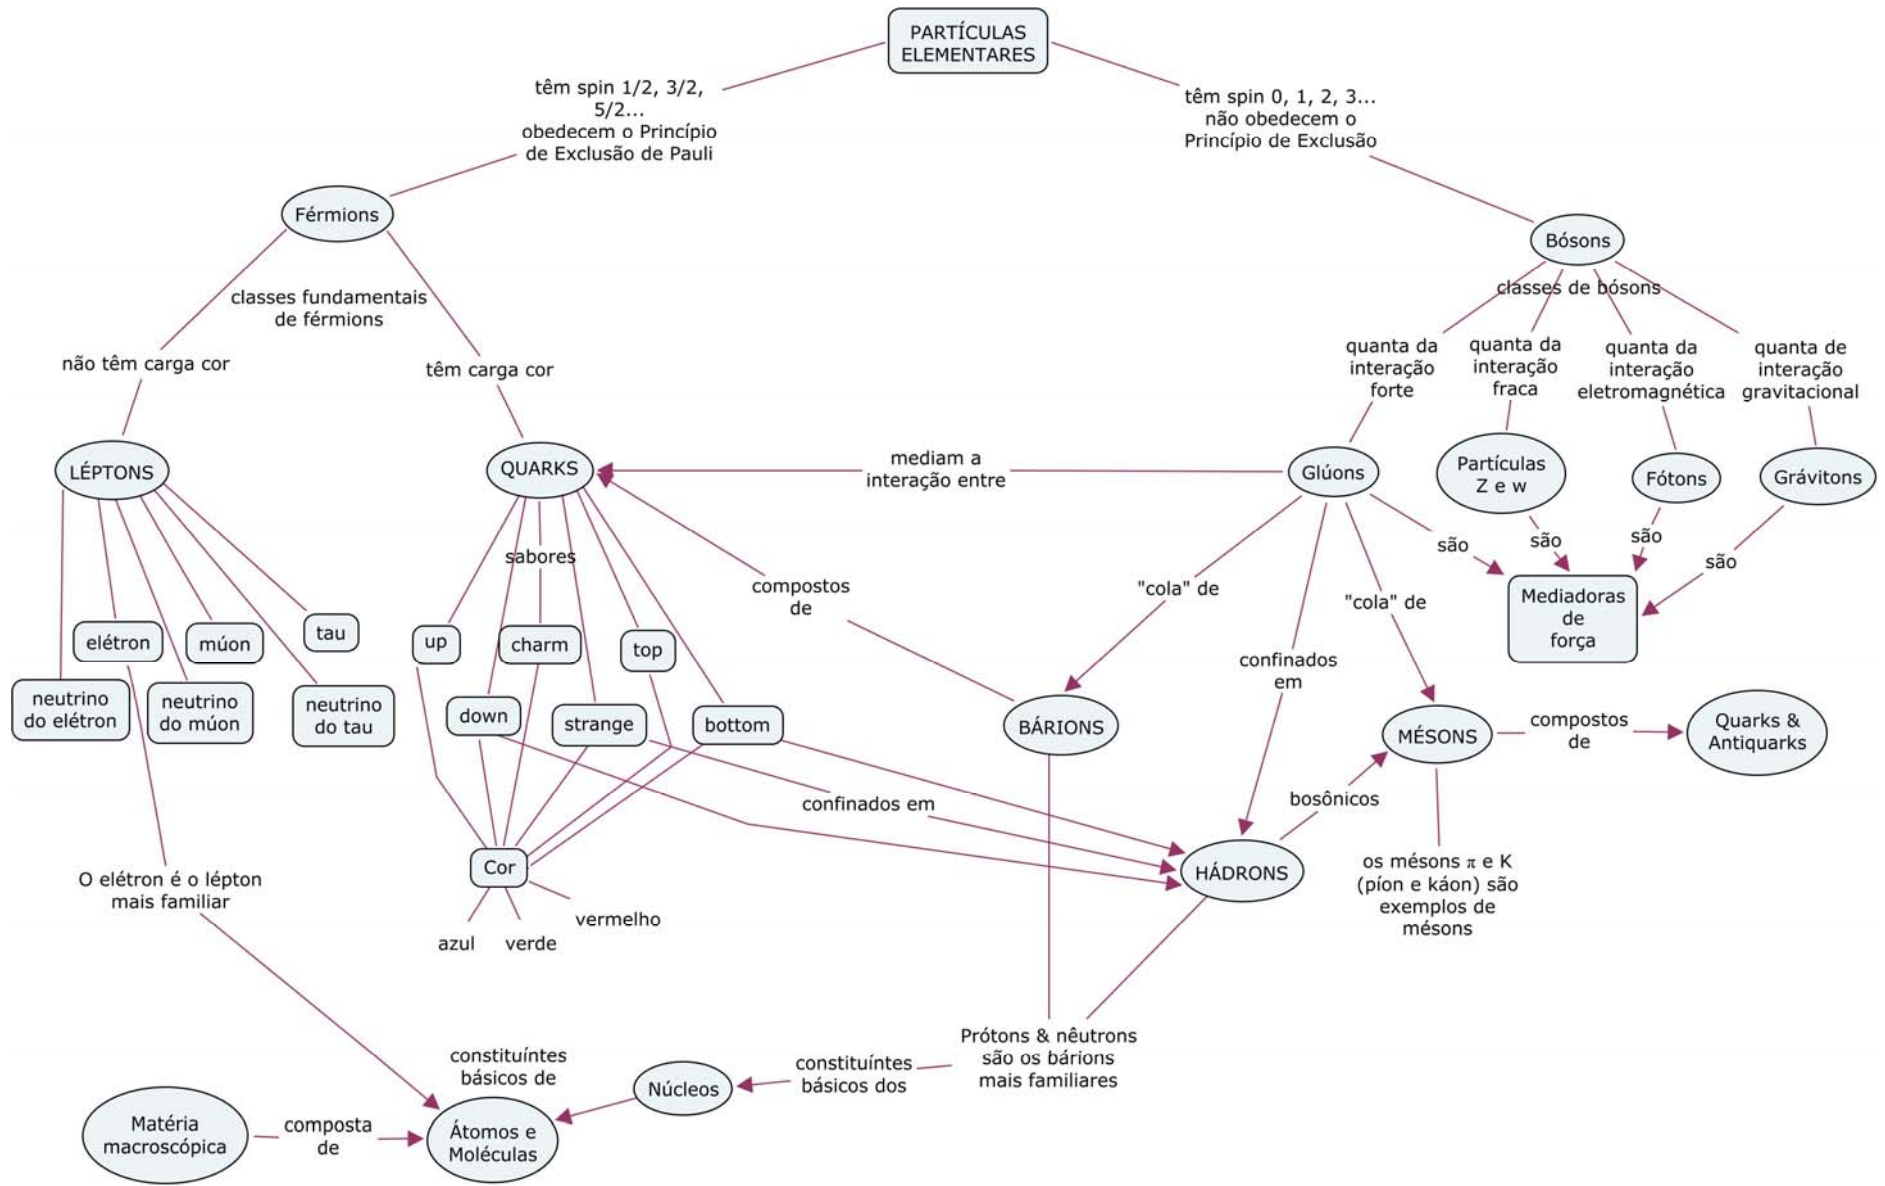 PARTÍCULAS
ELEMENTARES
têm spin 1/2, 3/2,
5/2...
obedecem o Princípio
de Exclusão de Pauli
têm spin 0, 1, 2, 3...
não obedecem o
Princípio de Exclusão
Férmions
Bósons
classes fundamentais
de férmions
classes de bósons
não têm carga cor
têm carga cor
quanta da
interação
forte
quanta da
interação
fraca
quanta da
interação
eletromagnética
quanta de
interação
gravitacional
LÉPTONS
QUARKS
mediam a
interação entre
Glúons
Partículas
Z e w
Fótons
Grávitons
sabores
compostos
de
"cola" de
"cola" de
são
são
são
são
Mediadoras
de
força
elétron
múon
tau
up
charm
top
confinados
em
neutrino
do elétron
neutrino
do múon
neutrino
do tau
down
strange
bottom
BÁRIONS
MÉSONS
compostos
de
Quarks &
Antiquarks
confinados em
bosônicos
O elétron é o lépton
mais familiar
Cor
HÁDRONS
os mésons π e K
(píon e káon) são
exemplos de
mésons
azul
verde
vermelho
Prótons & nêutrons
são os bárions
mais familiares
constituíntes
básicos de
Núcleos
constituíntes
básicos dos
Matéria
macroscópica
composta
de
Átomos e
Moléculas